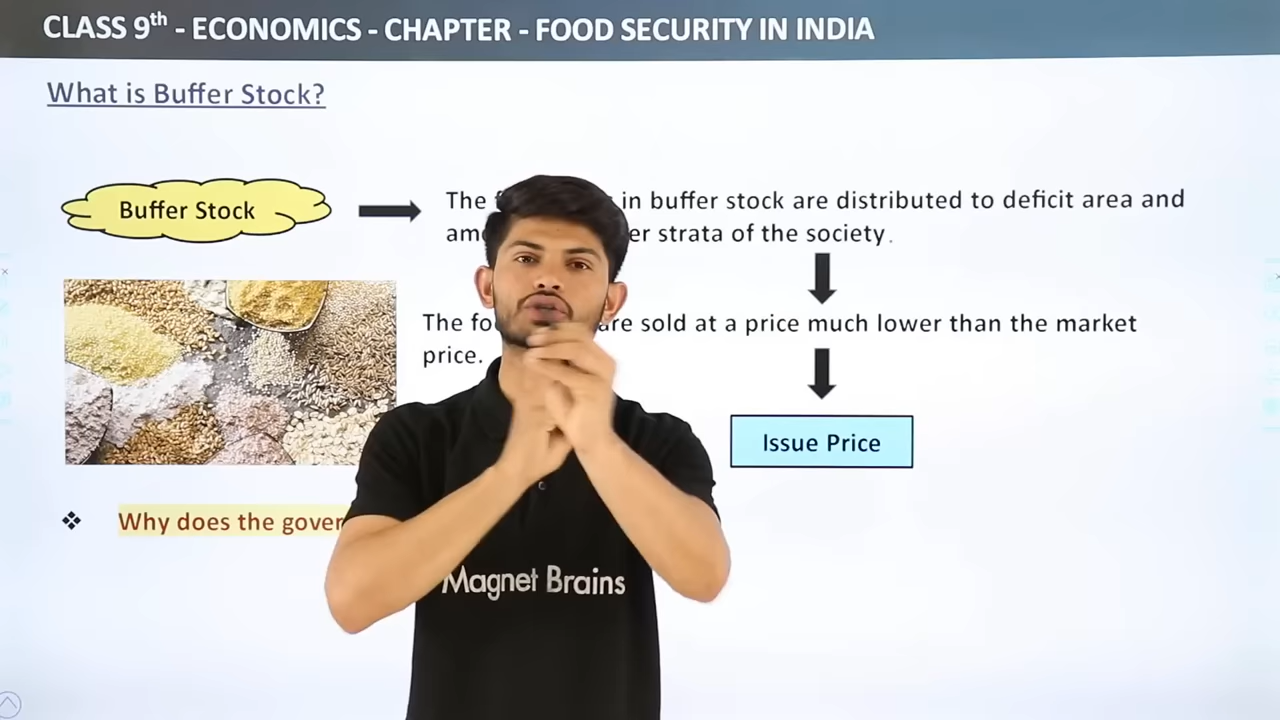 CLASS 9th - ECONOMICS - CHAPTER - FOOD SECURITY IN INDIA
What is Buffer Stock?
Buffer Stock
The in buffer stock are distributed to deficit area and
strata of the society.
The are sold at a price much lower than the market
price.
Issue Price
Why does the
Magnet Brains